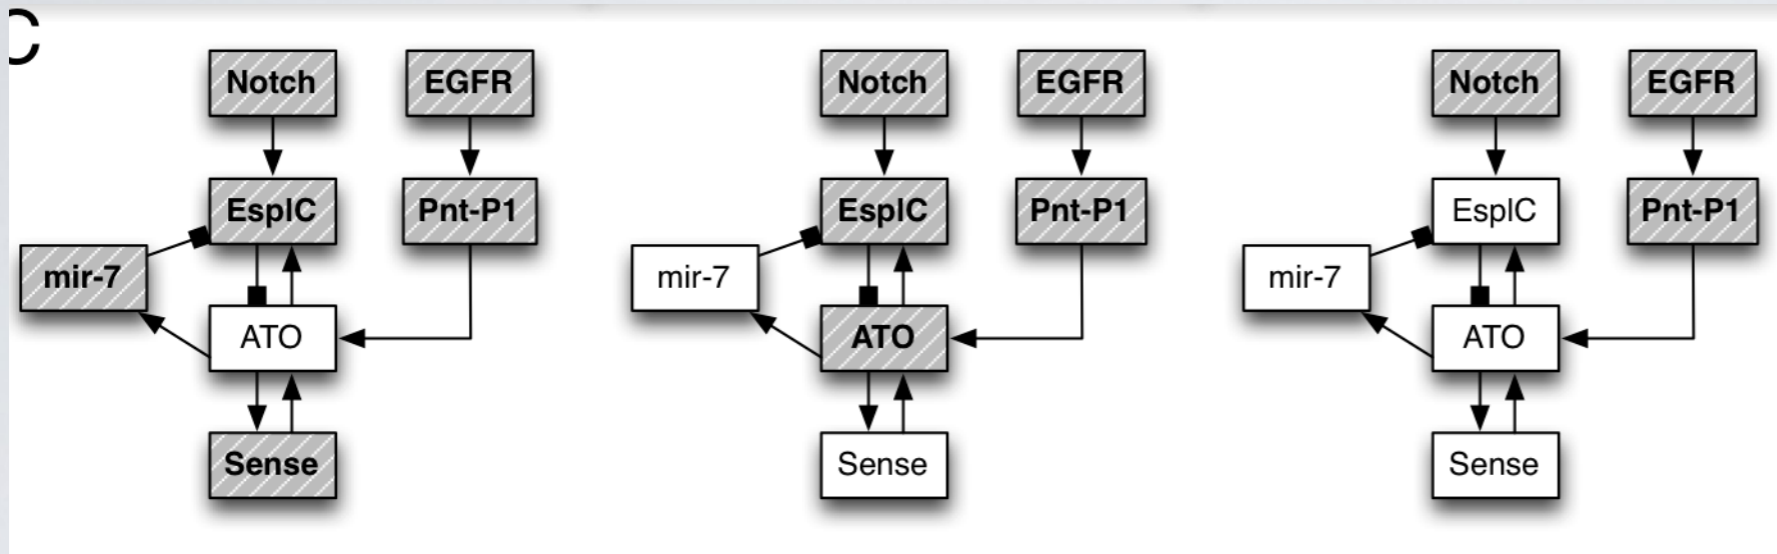 C
Notch EGFR
EsplC Pnt-P1
mir-7
ATO
Sense
Notch EGFR
EsplC Pnt-P1
mir-7
ATO
Sense
Notch EGFR
EsplC Pnt-P1
mir-7
ATO
Sense